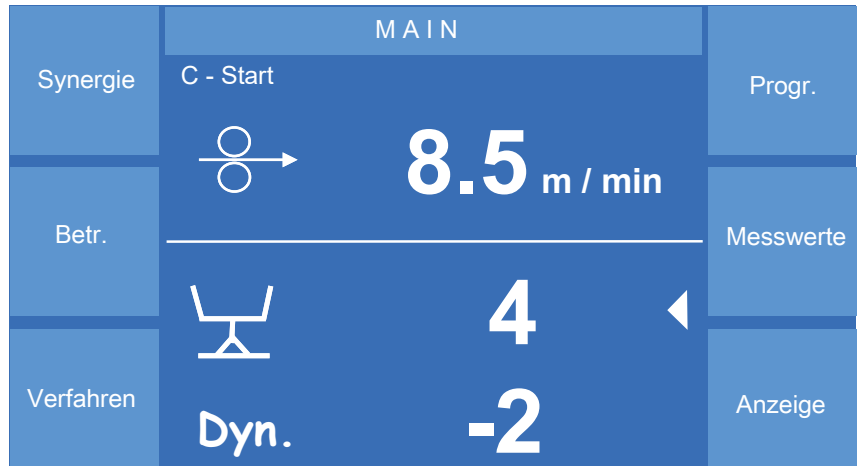 MAIN
Synergie
C - Start
Progr.
8.5 m / min
Betr.
Messwerte
4
Verfahren
Anzeige
Dyn. -2